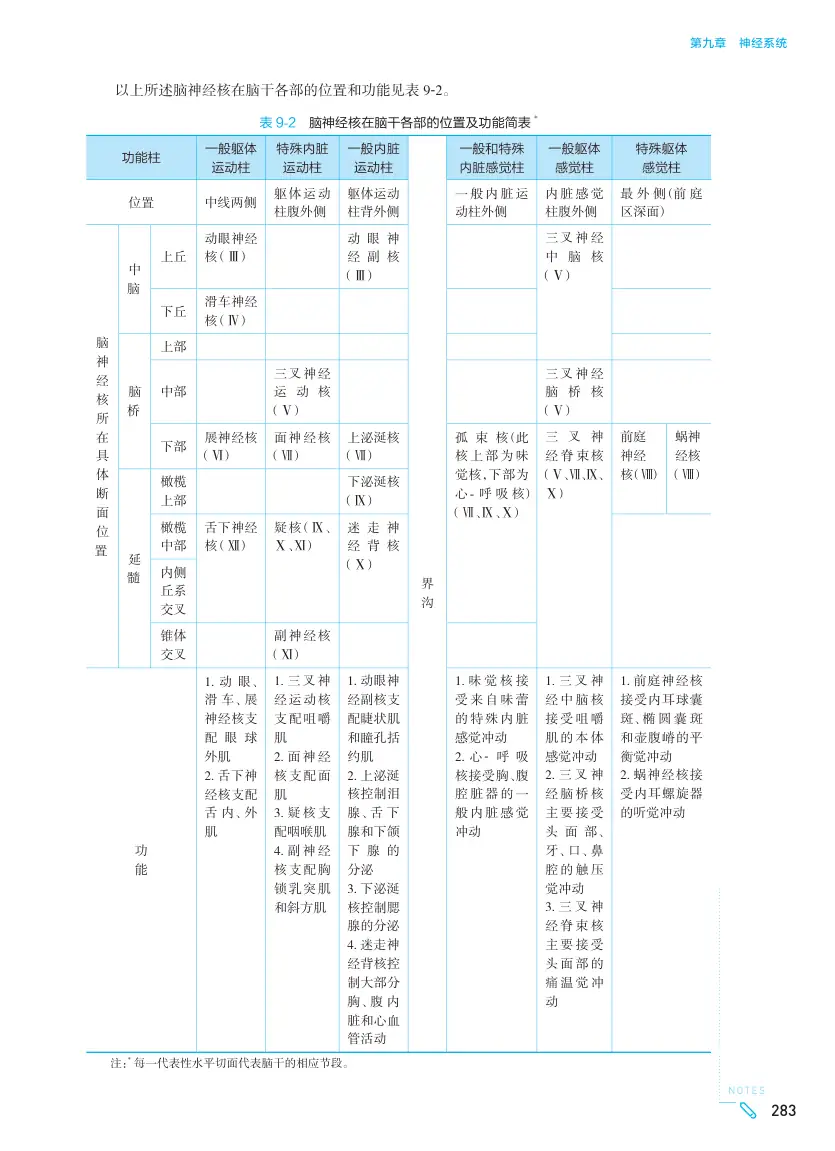 第九章 神经系统
以上所述脑神经核在脑干各部的位置和功能见表 9-2。
表 9-2 脑神经核在脑干各部的位置及功能简表*
功能柱
一般躯体
运动柱
特殊内脏
运动柱
一般内脏
运动柱
一般和特殊
内脏感觉柱
一般躯体
感觉柱
特殊躯体
感觉柱
位置
中线两侧
躯体运动
柱腹外侧
躯体运动
柱背外侧
一般内脏运
动柱外侧
内脏感觉
柱腹外侧
最外侧(前庭
区深面)
脑
神
经
核
所
在
具
体
断
面
位
置
中
脑
上丘
动眼神经
核(Ⅲ)
动眼神
经副核
(Ⅲ)
三叉神经
中脑核
(Ⅴ)
下丘
滑车神经
核(Ⅳ)
脑
桥
上部
中部
三叉神经
运动核
(Ⅴ)
三叉神经
脑桥核
(Ⅴ)
下部
展神经核
(Ⅵ)
面神经核
(Ⅶ)
上泌涎核
(Ⅶ)
孤束核(此
核上部为味
觉核,下部为
心-呼吸核)
(Ⅶ、Ⅸ、Ⅹ)
三叉神
经脊束核
(Ⅴ、Ⅶ、Ⅸ、
Ⅹ)
前庭
神经
核(Ⅷ)
蜗神
经核
(Ⅷ)
延
髓
橄榄
上部
下泌涎核
(Ⅸ)
橄榄
中部
舌下神经
核(Ⅻ)
疑核(Ⅸ、
Ⅹ、Ⅺ)
迷走神
经背核
(Ⅹ)
内侧
丘系
交叉
锥体
交叉
副神经核
(Ⅺ)
界
沟
功
能
1. 动眼、
滑车、展
神经核支
配眼球
外肌
2. 舌下神
经核支配
舌内、外
肌
1. 三叉神
经运动核
支配咀嚼
肌
2. 面神经
核支配面
肌
3. 疑核支
配咽喉肌
4. 副神经
核支配胸
锁乳突肌
和斜方肌
1. 动眼神
经副核支
配睫状肌
和瞳孔括
约肌
2. 上泌涎
核控制泪
腺、舌下
腺和下颌
下腺的
分泌
3. 下泌涎
核控制腮
腺的分泌
4. 迷走神
经背核控
制大部分
胸、腹内
脏和心血
管活动
1. 味觉核接
受来自味蕾
的特殊内脏
感觉冲动
2. 心-呼吸
核接受胸、腹
腔脏器的一
般内脏感觉
冲动
1. 三叉神
经中脑核
接受咀嚼
肌的本体
感觉冲动
2. 三叉神
经脑桥核
主要接受
头面部、
牙、口、鼻
腔的触压
觉冲动
3. 三叉神
经脊束核
主要接受
头面部的
痛温觉冲
动
1. 前庭神经核
接受内耳球囊
斑、椭圆囊斑
和壶腹嵴的平
衡觉冲动
2. 蜗神经核接
受内耳螺旋器
的听觉冲动
注:*每一代表性水平切面代表脑干的相应节段。
NOTES
283